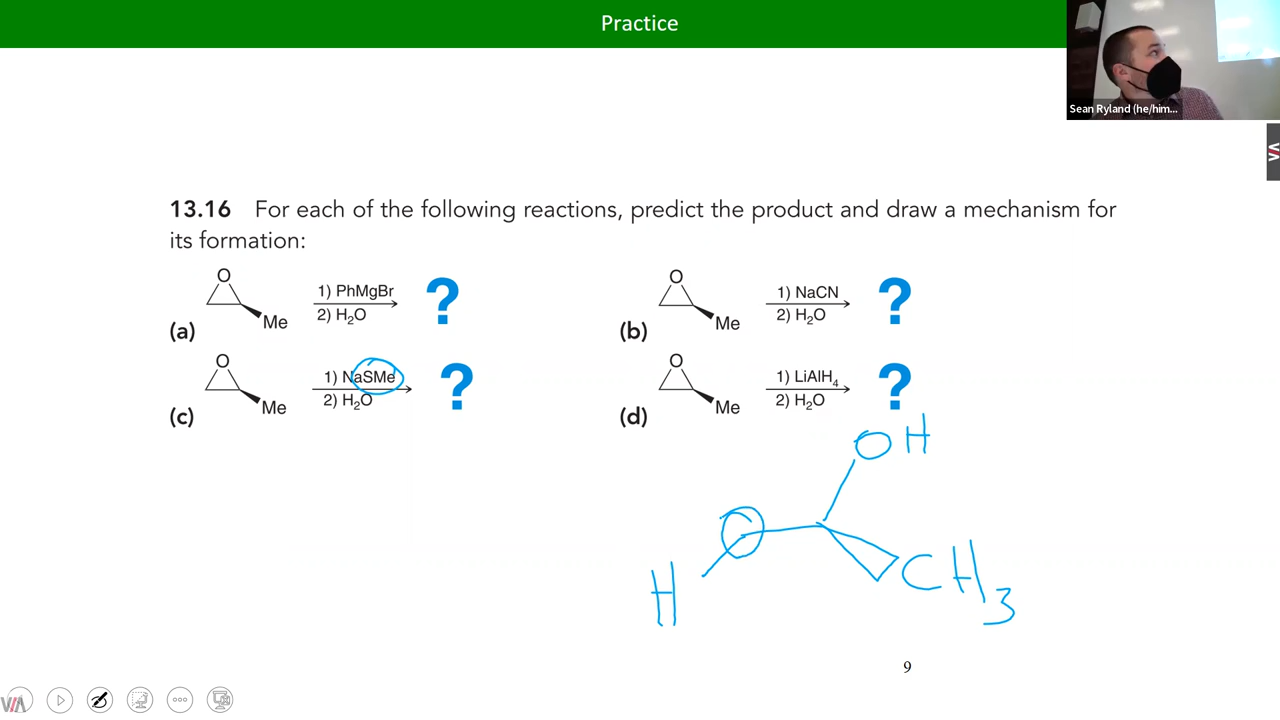 Practice
Sean Ryland (he/him...
13.16 For each of the following reactions, predict the product and draw a mechanism for
its formation:
O
Me
(a)
1) PhMgBr
2) H₂O
?
O
Me
(b)
1) NaCN
2) H₂O
?
O
Me
(c)
1) NaSMe
2) H₂O
?
O
Me
(d)
1) LiAlH₄
2) H₂O
?
OH
H
CH₃
9
VIA